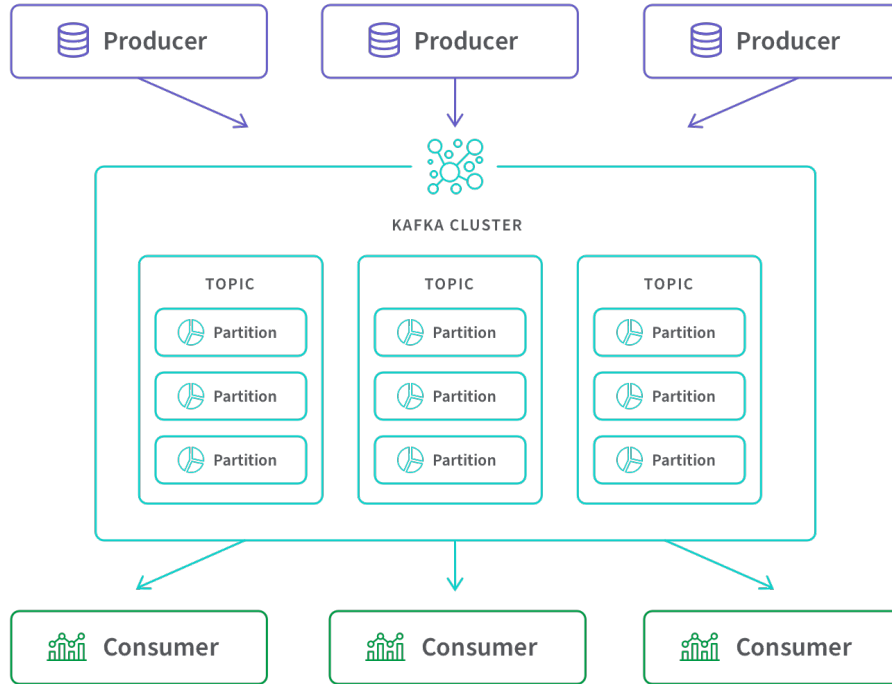 Producer
Producer
Producer
KAFKA CLUSTER
TOPIC
TOPIC
TOPIC
Partition
Partition
Partition
Partition
Partition
Partition
Partition
Partition
Partition
Consumer
Consumer
Consumer